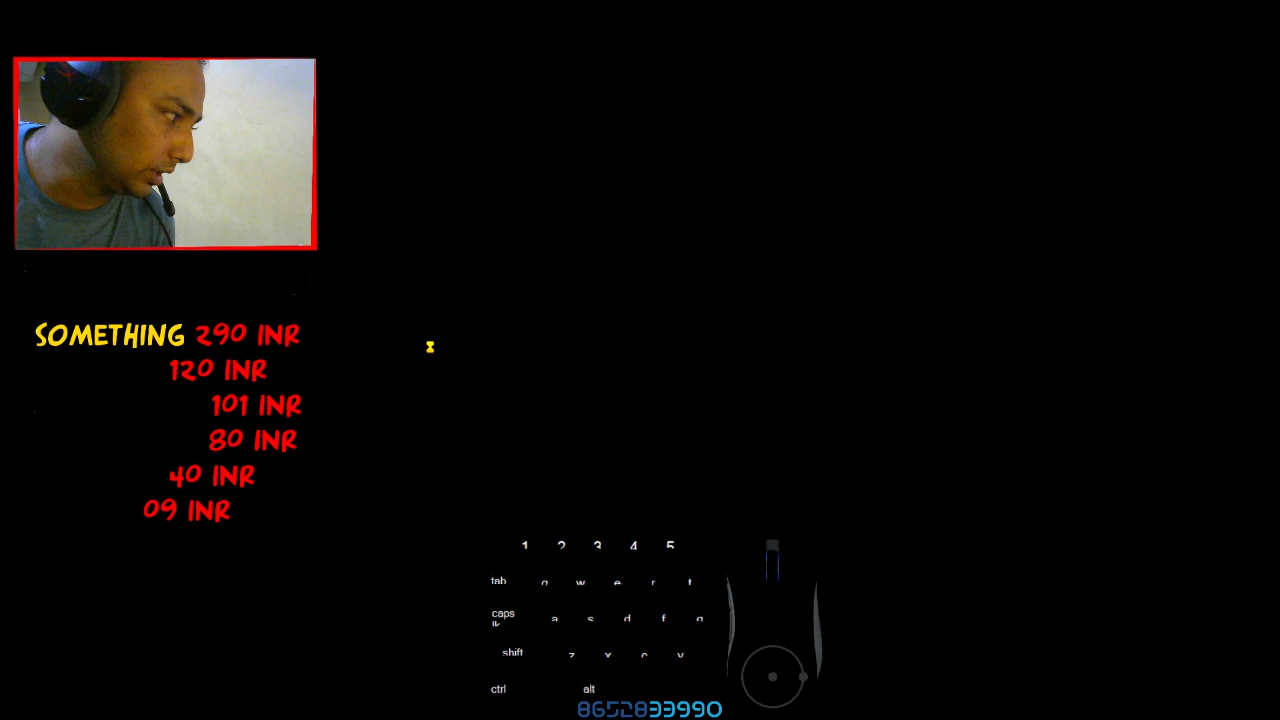 SOMETHING 290 INR
120 INR
101 INR
80 INR
40 INR
09 INR
1 2 3 4 5
tab q w e r t
caps lk a s d f g
shift z x c v
ctrl alt
8652833990